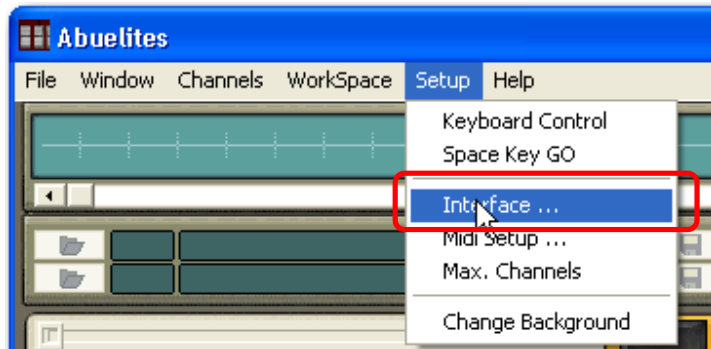 Abuelites
File Window Channels WorkSpace Setup Help
Keyboard Control
Space Key GO
Interface ...
Midi Setup ...
Max. Channels
Change Background